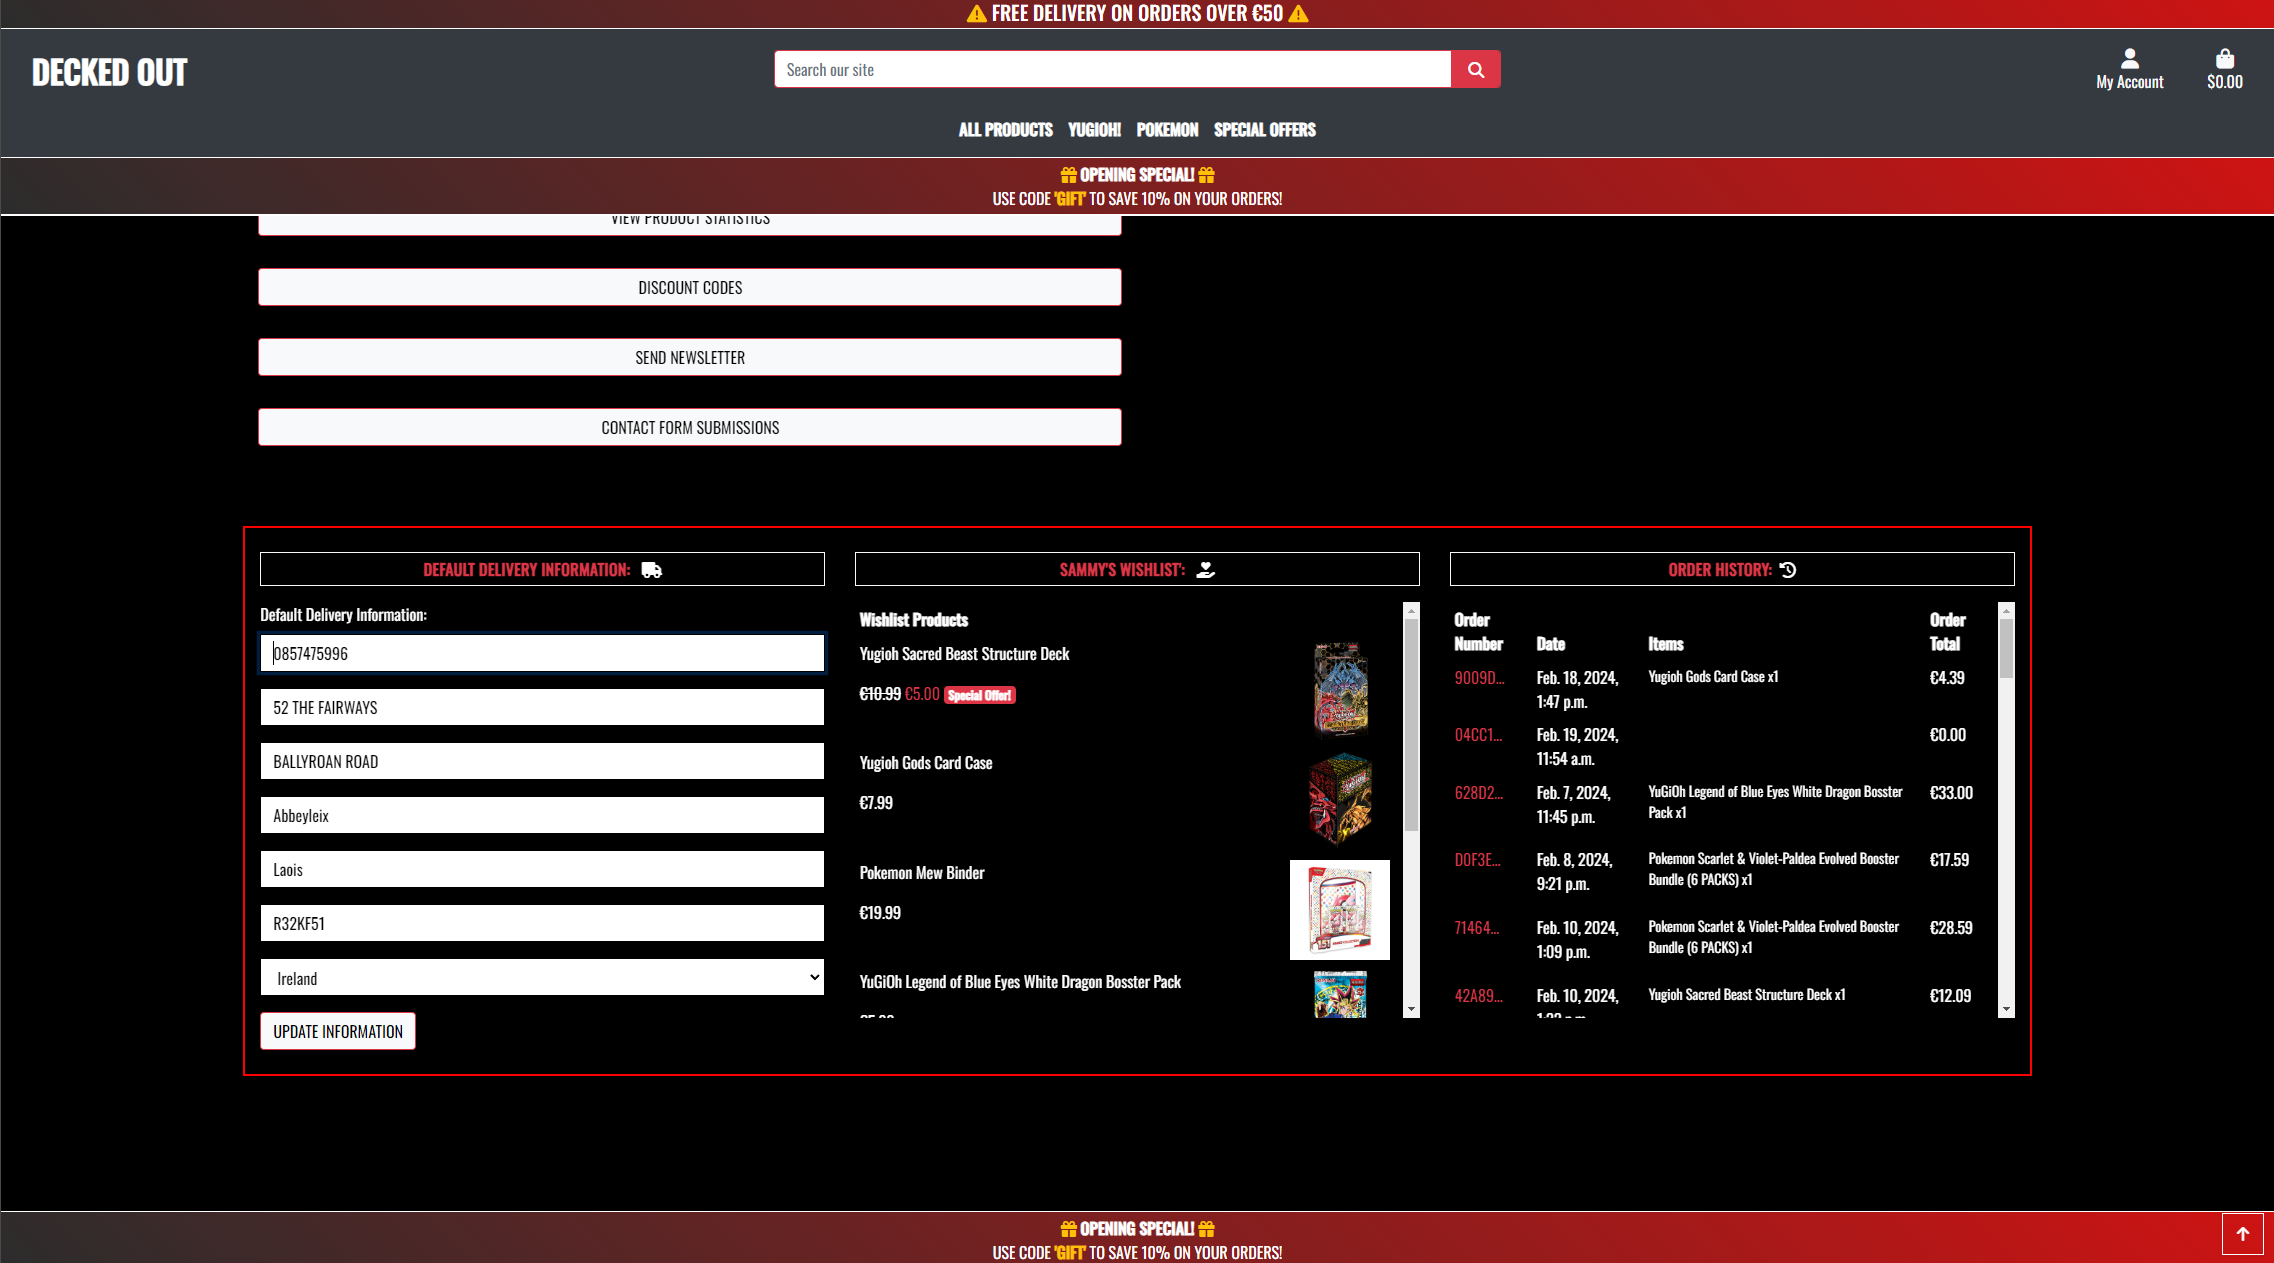 FREE DELIVERY ON ORDERS OVER €50
DECKED OUT
Search our site
My Account
$0.00
ALL PRODUCTS YUGIOH! POKEMON SPECIAL OFFERS
OPENING SPECIAL!
USE CODE 'GIFT' TO SAVE 10% ON YOUR ORDERS!
VIEW PRODUCT STATISTICS
DISCOUNT CODES
SEND NEWSLETTER
CONTACT FORM SUBMISSIONS
DEFAULT DELIVERY INFORMATION:
Default Delivery Information:
0857475996
52 THE FAIRWAYS
BALLYROAN ROAD
Abbeyleix
Laois
R32KF51
Ireland
UPDATE INFORMATION
SAMMY'S WISHLIST':
Wishlist Products
Yugioh Sacred Beast Structure Deck
€10.99 €5.00 Special Offer!
Yugioh Gods Card Case
€7.99
Pokemon Mew Binder
€19.99
YuGiOh Legend of Blue Eyes White Dragon Bosster Pack
ORDER HISTORY:
Order Number Date Items Order Total
9009D... Feb. 18, 2024, 1:47 p.m. Yugioh Gods Card Case x1 €4.39
04CC1... Feb. 19, 2024, 11:54 a.m. €0.00
628D2... Feb. 7, 2024, 11:45 p.m. YuGiOh Legend of Blue Eyes White Dragon Bosster Pack x1 €33.00
D0F3E... Feb. 8, 2024, 9:21 p.m. Pokemon Scarlet & Violet-Paldea Evolved Booster Bundle (6 PACKS) x1 €17.59
71464... Feb. 10, 2024, 1:09 p.m. Pokemon Scarlet & Violet-Paldea Evolved Booster Bundle (6 PACKS) x1 €28.59
42A89... Feb. 10, 2024, Yugioh Sacred Beast Structure Deck x1 €12.09
OPENING SPECIAL!
USE CODE 'GIFT' TO SAVE 10% ON YOUR ORDERS!